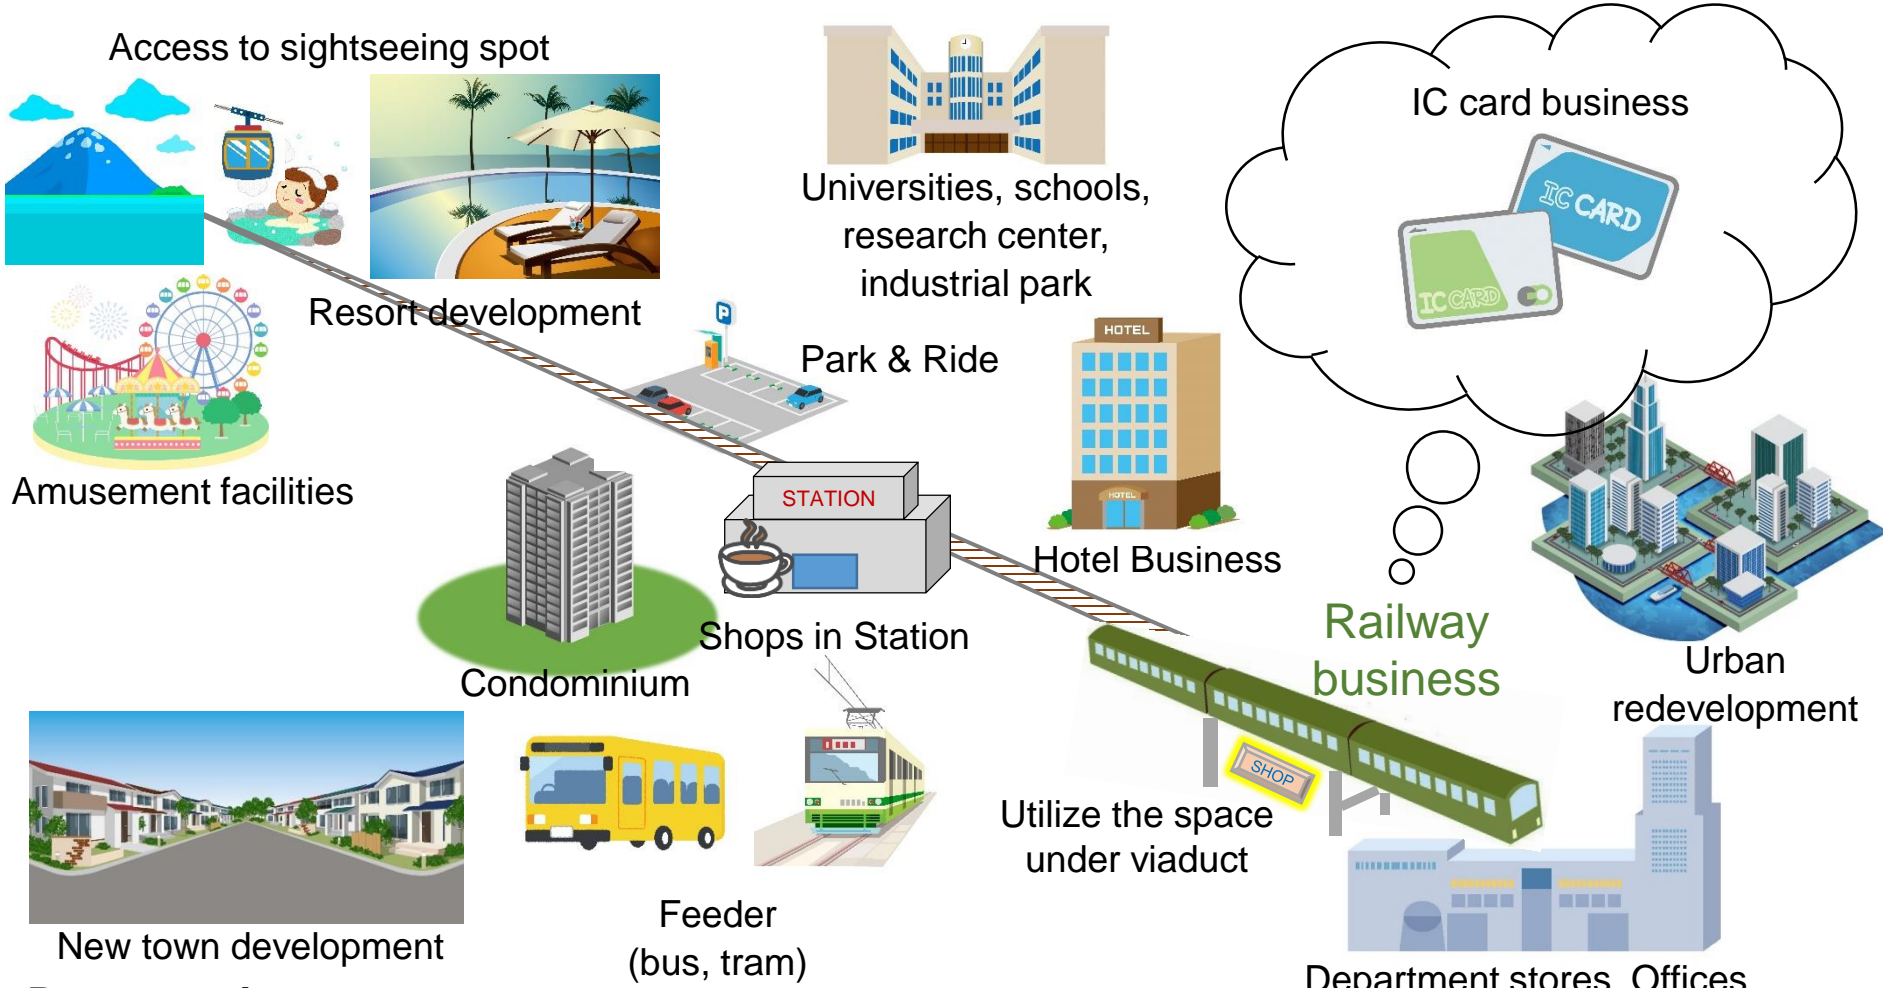 Access to sightseeing spot
IC card business
IC CARD
IC CARD
Universities, schools,
research center,
industrial park
Resort development
P
Park & Ride
HOTEL
HOTEL
Hotel Business
Amusement facilities
STATION
Shops in Station
Condominium
Railway
business
Urban
redevelopment
SHOP
Utilize the space
under viaduct
New town development
Feeder
(bus, tram)
Department stores, Offices